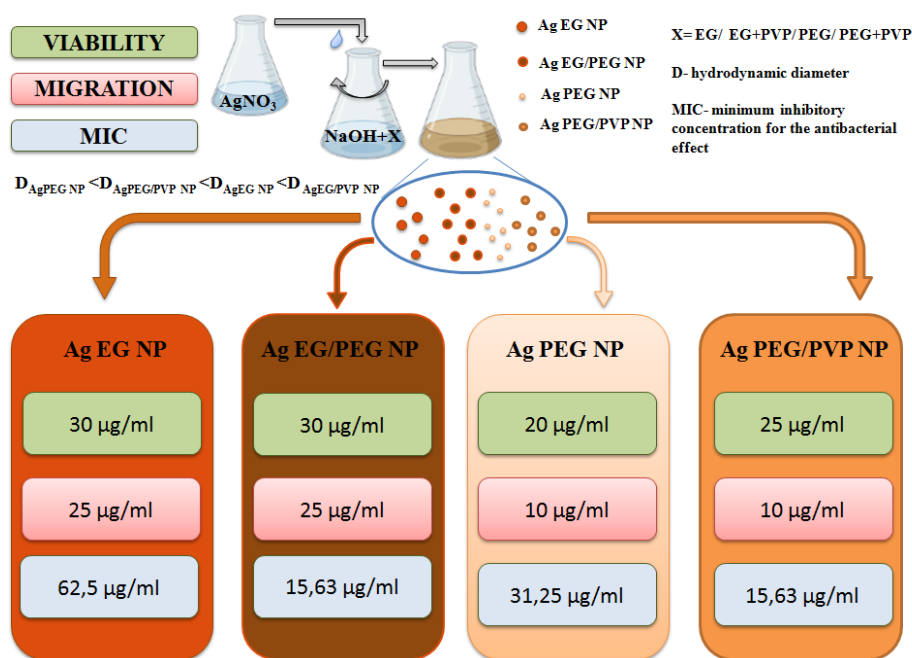 VIABILITY
MIGRATION
MIC
AgNO₃
NaOH+X
Ag EG NP
Ag EG/PEG NP
Ag PEG NP
Ag PEG/PVP NP
X= EG/ EG+PVP/ PEG/ PEG+PVP
D- hydrodynamic diameter
MIC- minimum inhibitory
concentration for the antibacterial
effect
D AgPEG NP <D AgPEG/PVP NP <D AgEG NP <D AgEG/PVP NP
Ag EG NP
30 µg/ml
25 µg/ml
62,5 µg/ml
Ag EG/PEG NP
30 µg/ml
25 µg/ml
15,63 µg/ml
Ag PEG NP
20 µg/ml
10 µg/ml
31,25 µg/ml
Ag PEG/PVP NP
25 µg/ml
10 µg/ml
15,63 µg/ml